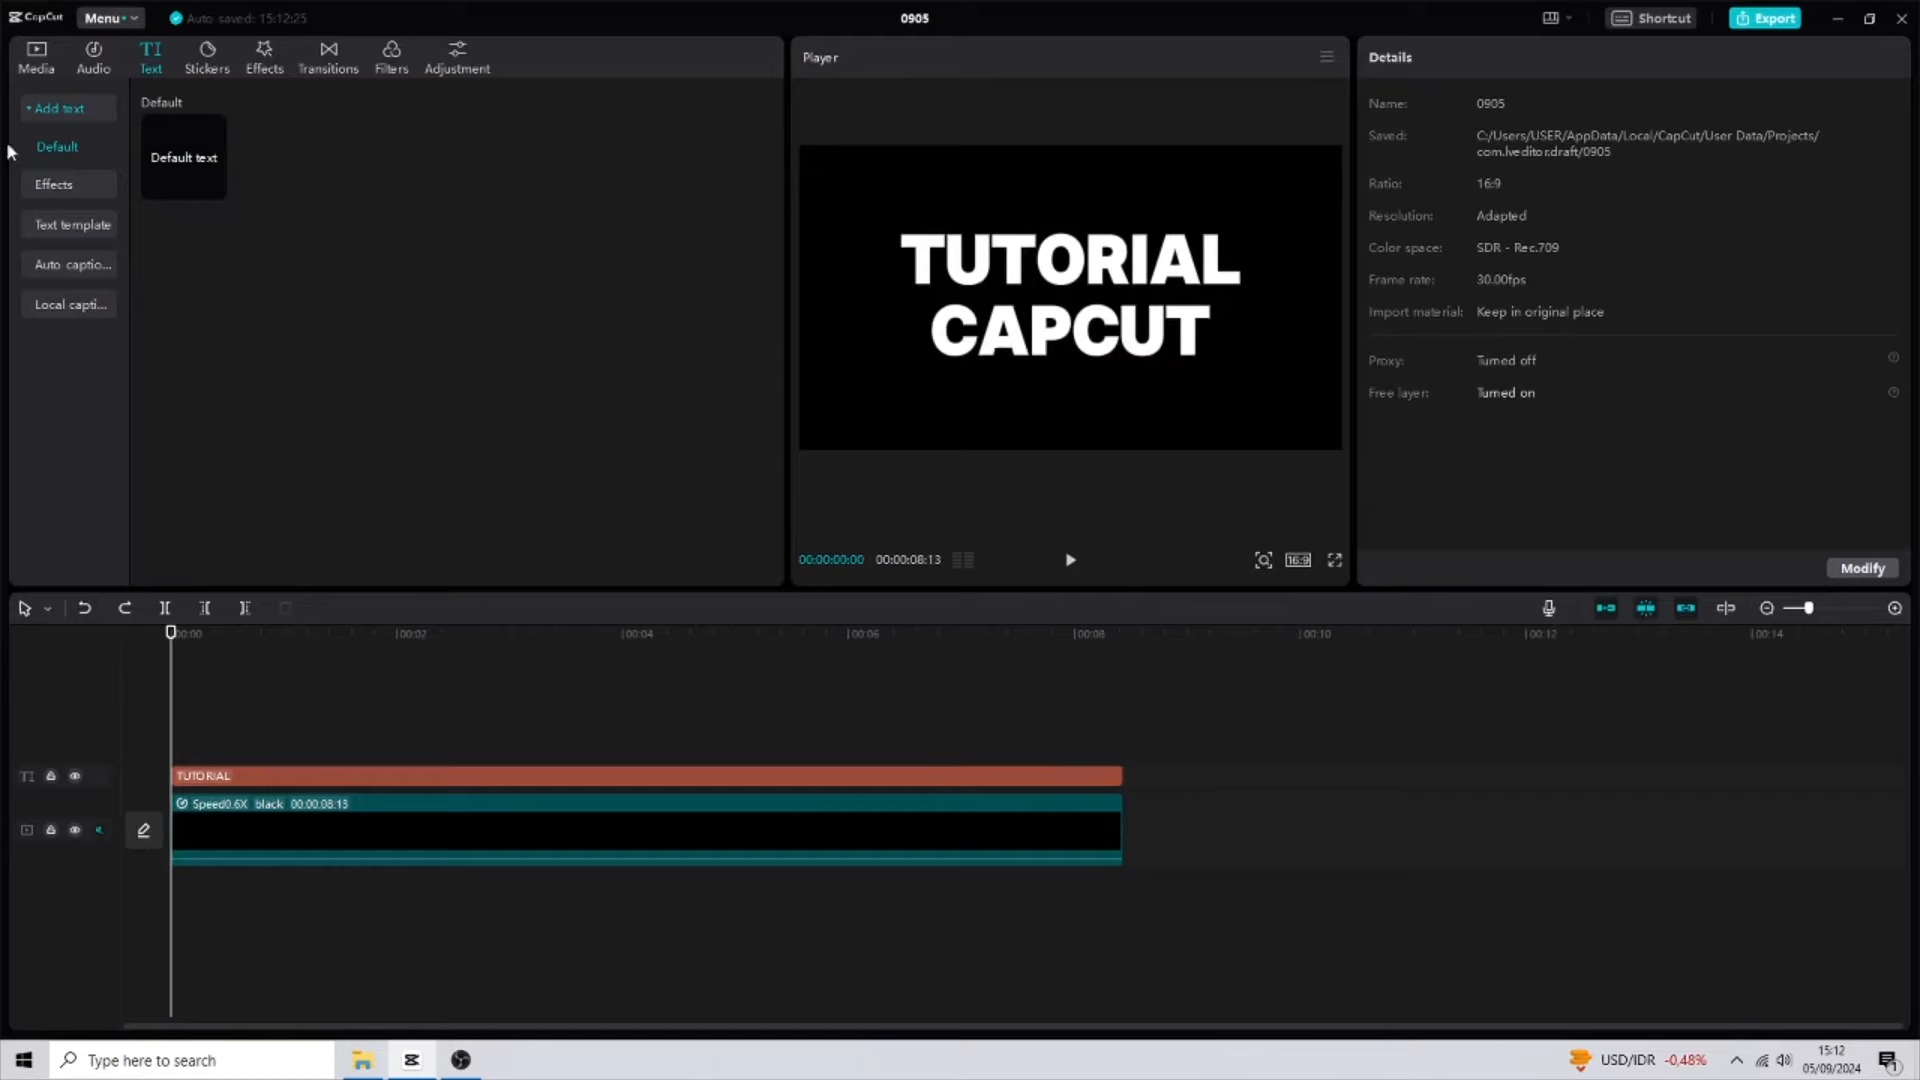 CapCut
Menu
Auto saved: 15:12:25
0905
Shortcut
Export
Media
Audio
TI
Text
Stickers
Effects
Transitions
Filters
Adjustment
Add text
Default
Effects
Text template
Auto captio...
Local capti...
Default
Default text
Player
TUTORIAL
CAPCUT
00:00:00:00
00:00:08:13
16:9
Details
Name: 0905
Saved: C:/Users/USER/AppData/Local/CapCut/User Data/Projects/
com.lveditor.draft/0905
Ratio: 16:9
Resolution: Adapted
Color space: SDR - Rec.709
Frame rate: 30.00fps
Import material: Keep in original place
Proxy: Turned off
Free layer: Turned on
Modify
00:00
00:02
00:04
00:06
00:08
00:10
00:12
00:14
TI
TUTORIAL
Speed0.6X black 00:00:08:13
Type here to search
USD/IDR -0,48%
15:12
05/09/2024
1